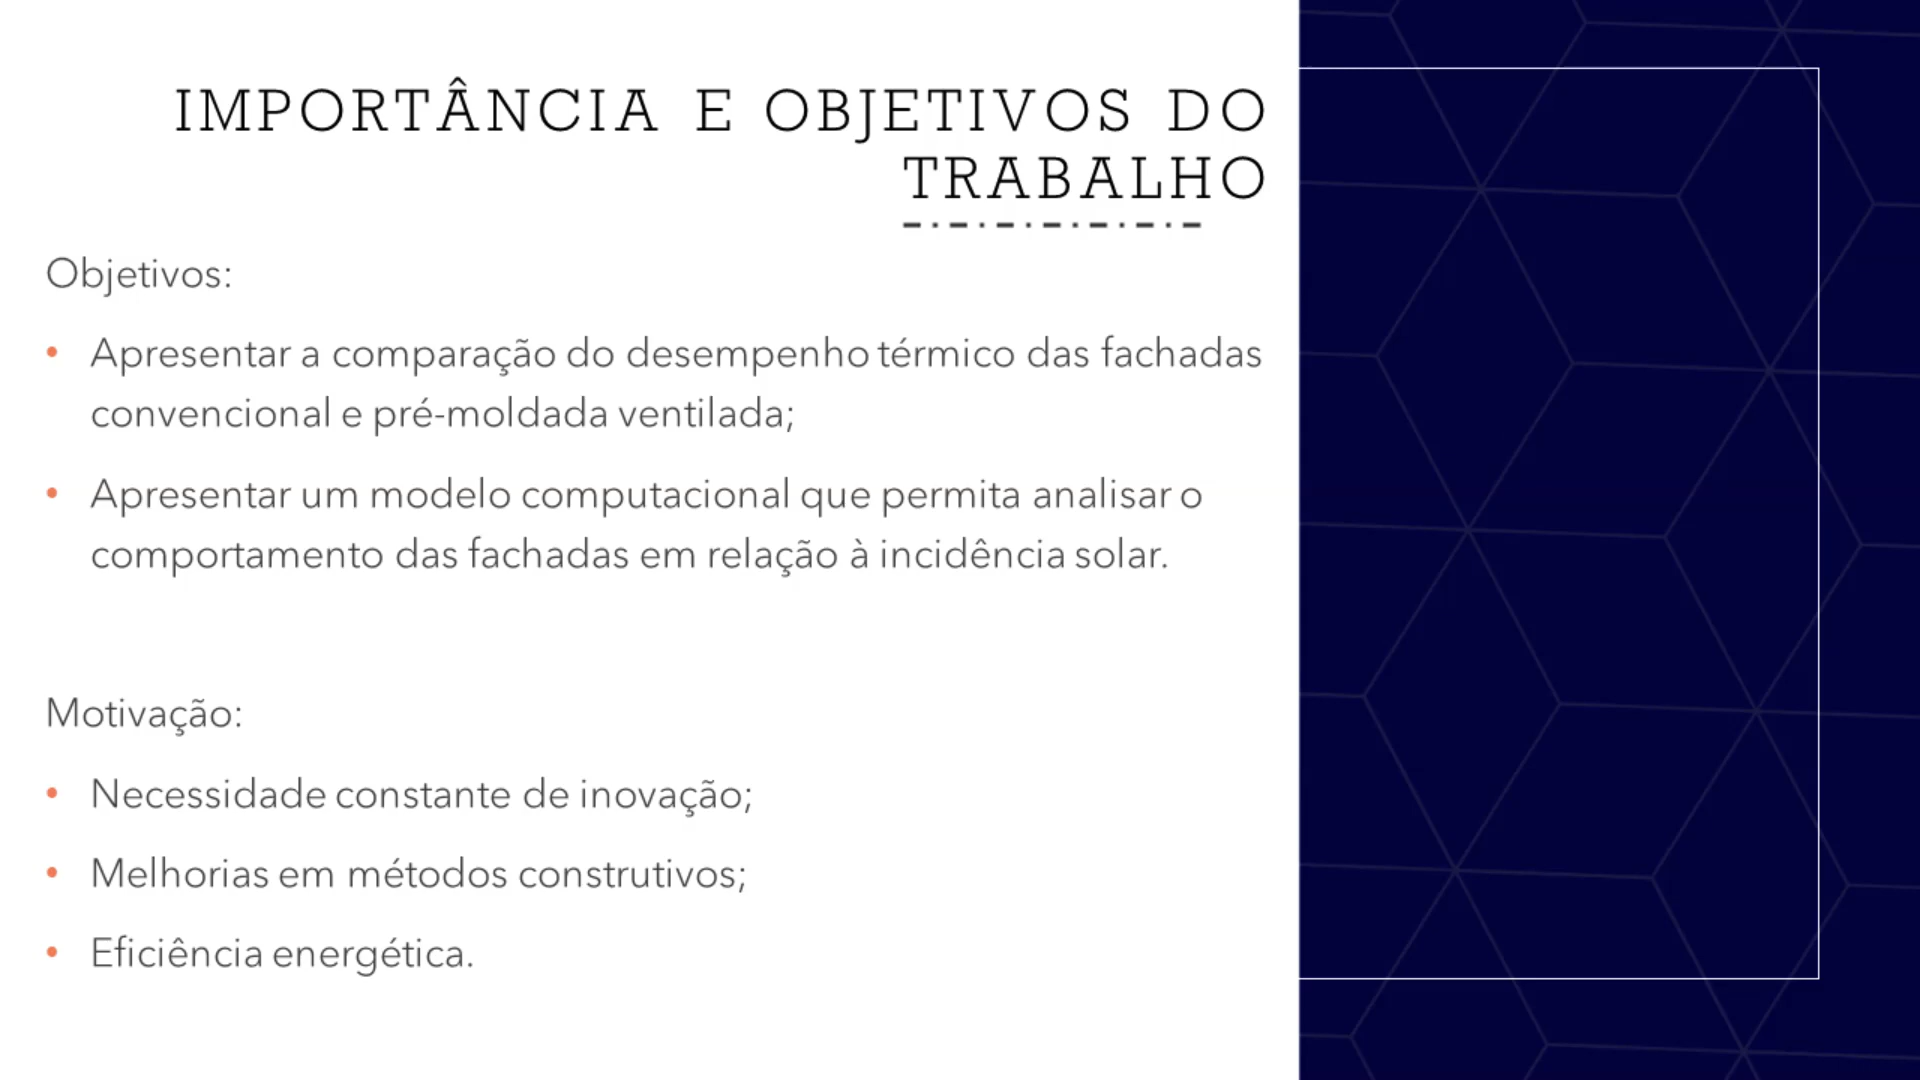 IMPORTÂNCIA E OBJETIVOS DO
TRABALHO
Objetivos:
• Apresentar a comparação do desempenho térmico das fachadas
convencional e pré-moldada ventilada;
• Apresentar um modelo computacional que permita analisar o
comportamento das fachadas em relação à incidência solar.
Motivação:
• Necessidade constante de inovação;
• Melhorias em métodos construtivos;
• Eficiência energética.